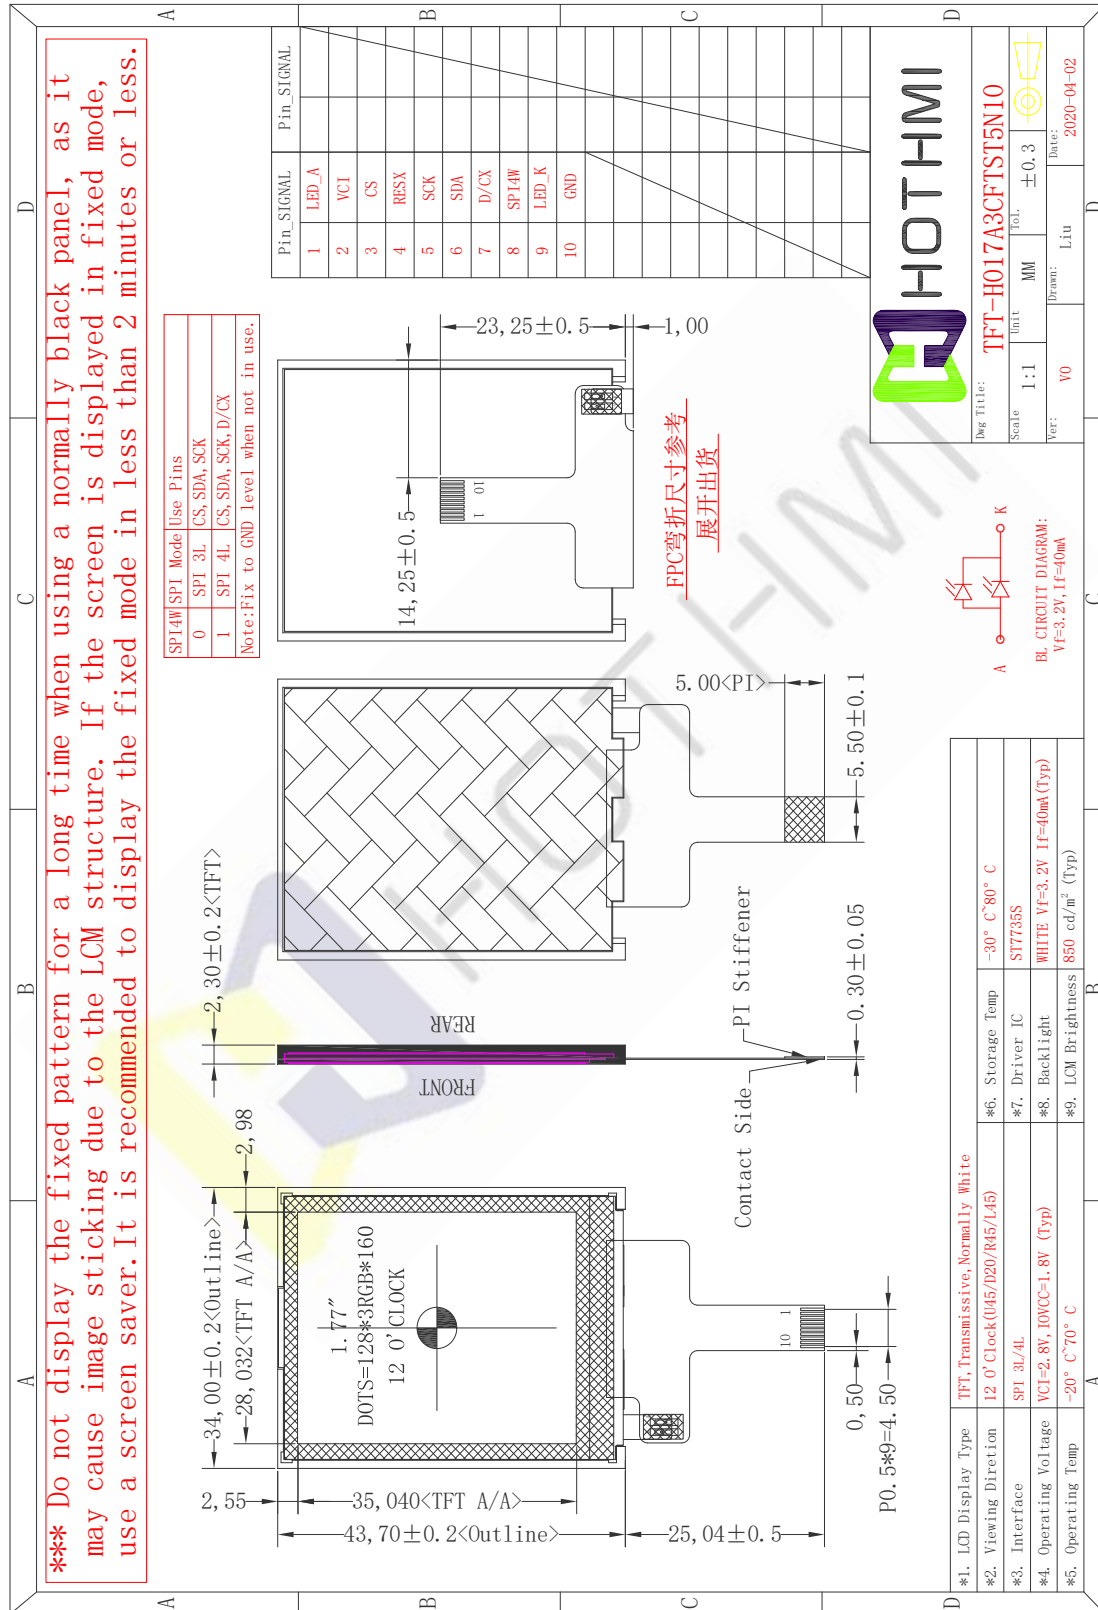 *** Do not display the fixed pattern for a long time when using a normally black panel, as it
may cause image sticking due to the LCM structure. If the screen is displayed in fixed mode,
use a screen saver.It is recommended to display the fixed mode in less than 2 minutes or less.
SPI4W SPI Mode Use Pins
0 SPI 3L CS,SDA,SCK
1 SPI 4L CS,SDA,SCK,D/CX
Note:Fix to GND level when not in use.
Pin_SIGNAL Pin_SIGNAL
1 LED_A
2 VCI
3 CS
4 RESX
5 SCK
6 SDA
7 D/CX
8 SPI4W
9 LED_K
10 GND
34,00±0.2<Outline>
28,032<TFT A/A>
2,98
2,55
35,040<TFT A/A>
43,70±0.2<Outline>
25,04±0.5
1.77"
DOTS=128*3RGB*160
12 O'CLOCK
10 1
0,50
P0.5*9=4.50
2,30±0.2<TFT>
FRONT
REAR
Contact Side
PI Stiffener
0.30±0.05
5.00<PI>
5.50±0.1
14,25±0.5
23,25±0.5
1,00
10 1
FPC弯折尺寸参考
展开出货
A K
BL CIRCUIT DIAGRAM:
Vf=3.2V,If=40mA
*1. LCD Display Type TFT,Transmissive,Normally White
*2. Viewing Diretion 12 O'Clock(U45/D20/R45/L45)
*3. Interface SPI 3L/4L
*4. Operating Voltage VCI=2.8V,IOVCC=1.8V (Typ)
*5. Operating Temp -20° C~70° C
*6. Storage Temp -30° C~80° C
*7. Driver IC ST7735S
*8. Backlight WHITE Vf=3.2V If=40mA(Typ)
*9. LCM Brightness 850 cd/m² (Typ)
HOTHMI
Dwg Title: TFT-H017A3CFTST5N10
Scale 1:1 Unit MM Tol. ±0.3
Ver: V0 Drawn: Liu Date: 2020-04-02
A B C D
A B C D
A B C D
A B C D
HOTHMI